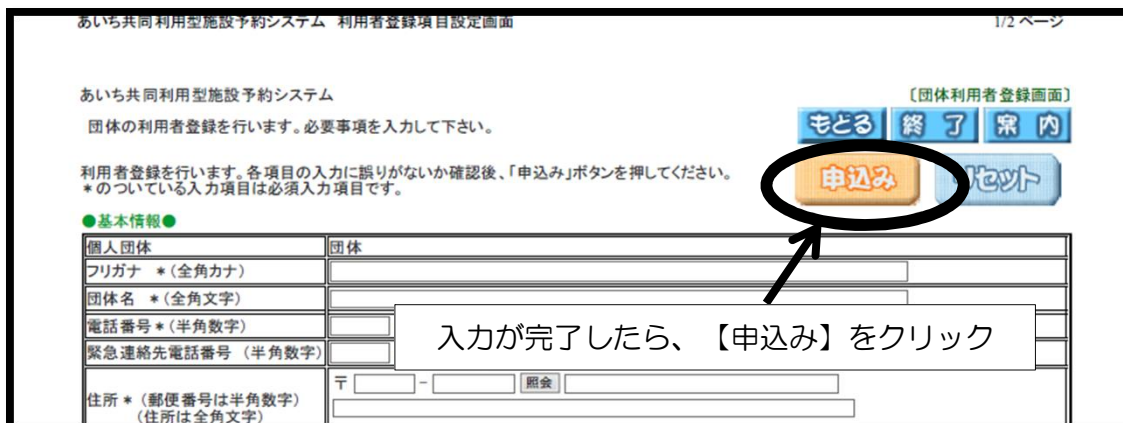 あいち共同利用型施設予約システム 利用者登録項目設定画面 1/2 ページ
あいち共同利用型施設予約システム 〔団体利用者登録画面〕
もどる 終了 案内
団体の利用者登録を行います。必要事項を入力して下さい。
利用者登録を行います。各項目の入力に誤りがないか確認後、「申込み」ボタンを押してください。
*のついている入力項目は必須入力項目です。
申込み リセット
●基本情報●
個人団体 団体
フリガナ *(全角カナ)
団体名 *(全角文字)
電話番号*(半角数字)
緊急連絡先電話番号 (半角数字)
入力が完了したら、【申込み】をクリック
住所* (郵便番号は半角数字)
(住所は全角文字)
〒 - 照会